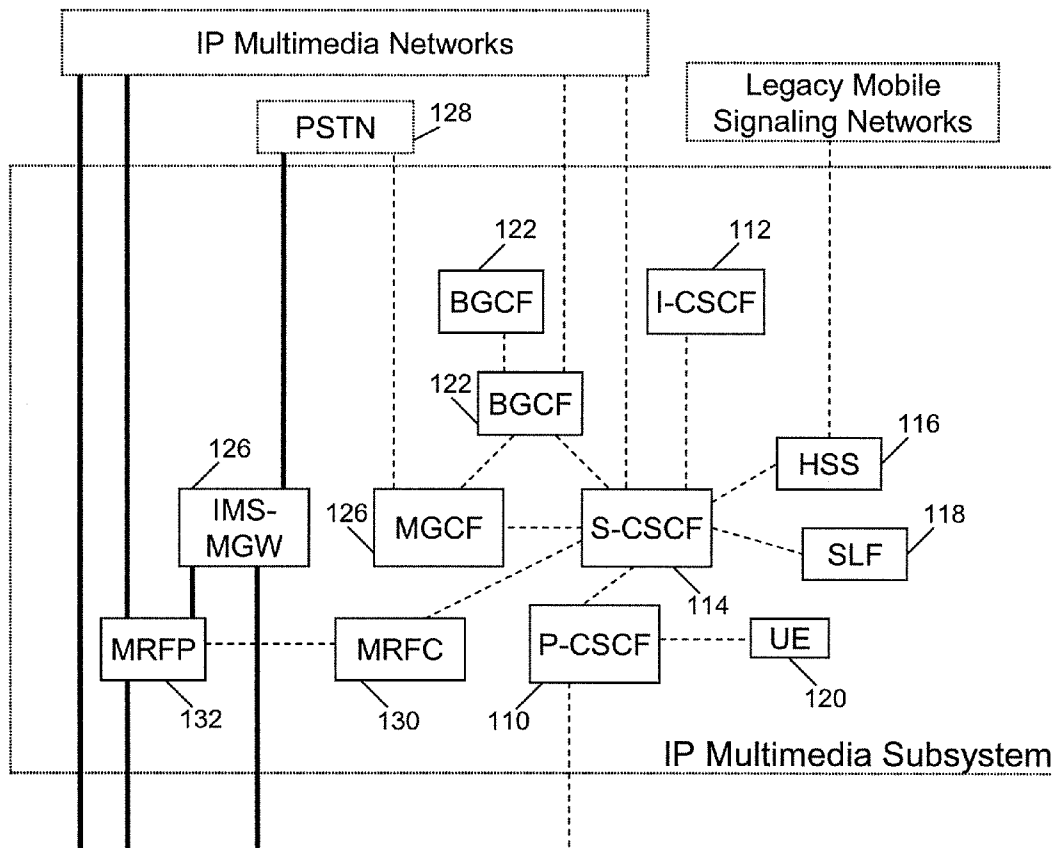 IP Multimedia Networks
Legacy Mobile
Signaling Networks
PSTN
128
122
112
BGCF
I-CSCF
122
BGCF
116
HSS
126
IMS-
MGW
126
MGCF
S-CSCF
118
SLF
114
MRFP
MRFC
P-CSCF
UE
132
130
110
120
IP Multimedia Subsystem